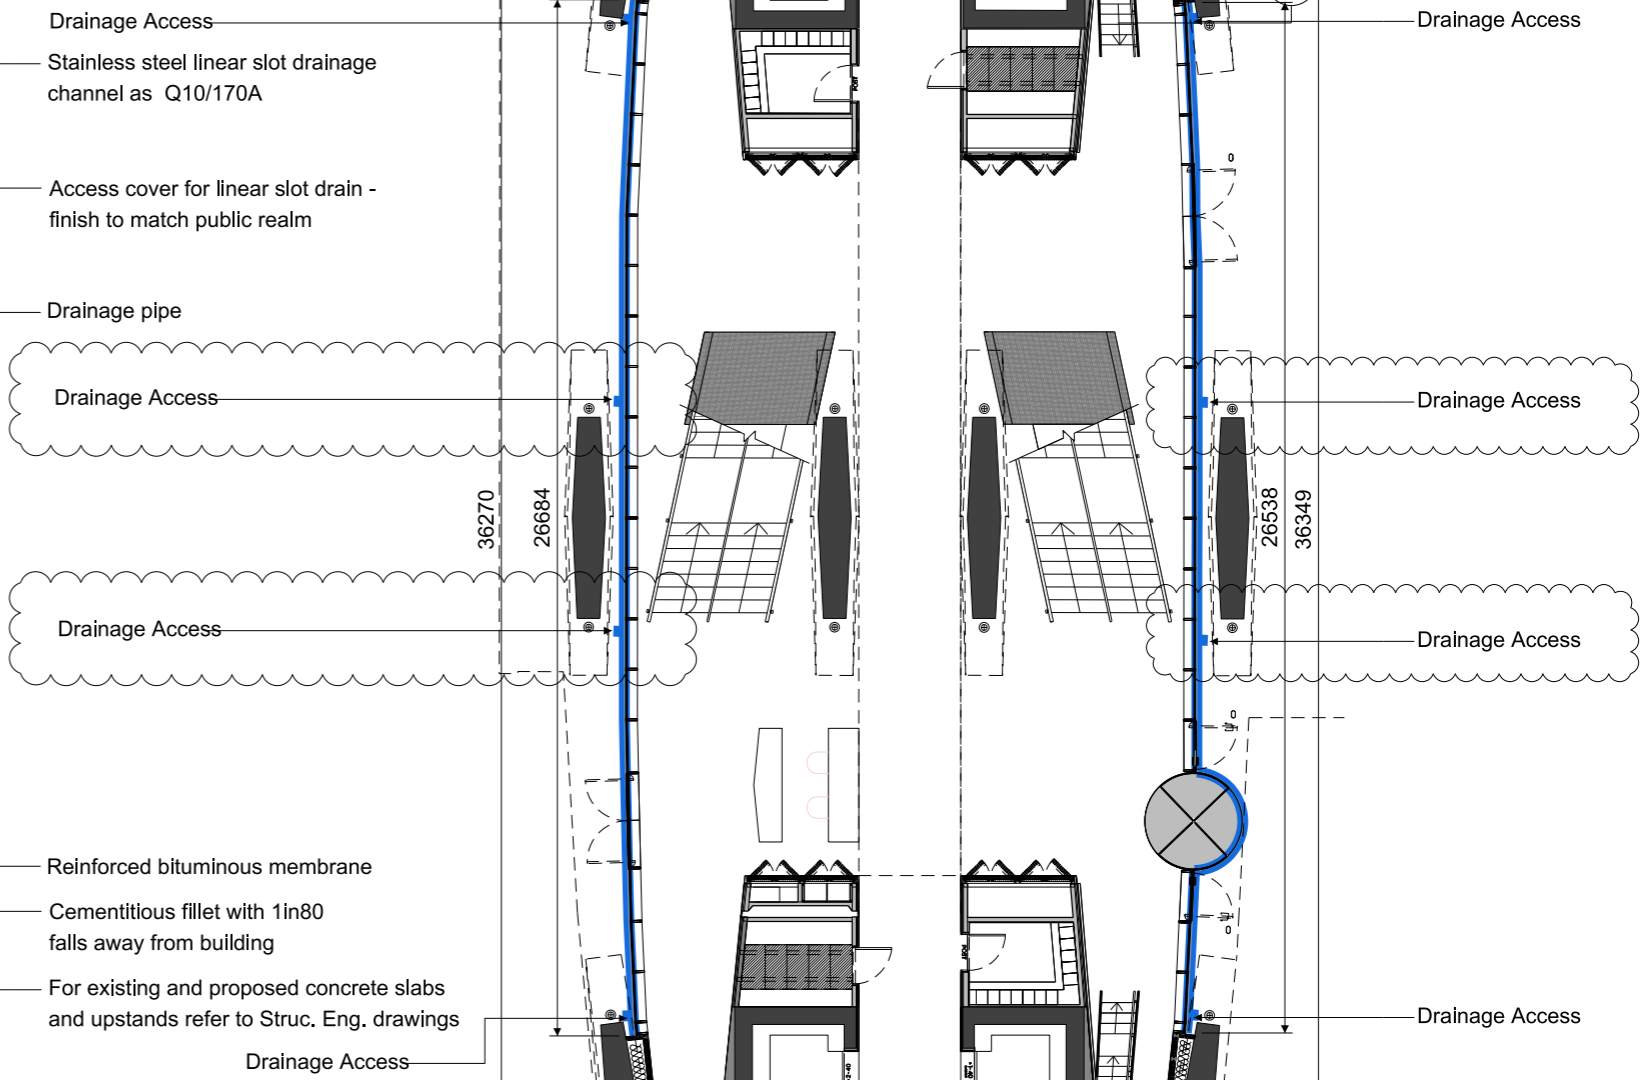 Drainage Access
Stainless steel linear slot drainage
channel as Q10/170A
Access cover for linear slot drain -
finish to match public realm
Drainage pipe
Drainage Access
Drainage Access
Reinforced bituminous membrane
Cementitious fillet with 1in80
falls away from building
For existing and proposed concrete slabs
and upstands refer to Struc. Eng. drawings
Drainage Access
36270
26684
26538
36349
Drainage Access
Drainage Access
Drainage Access
Drainage Access